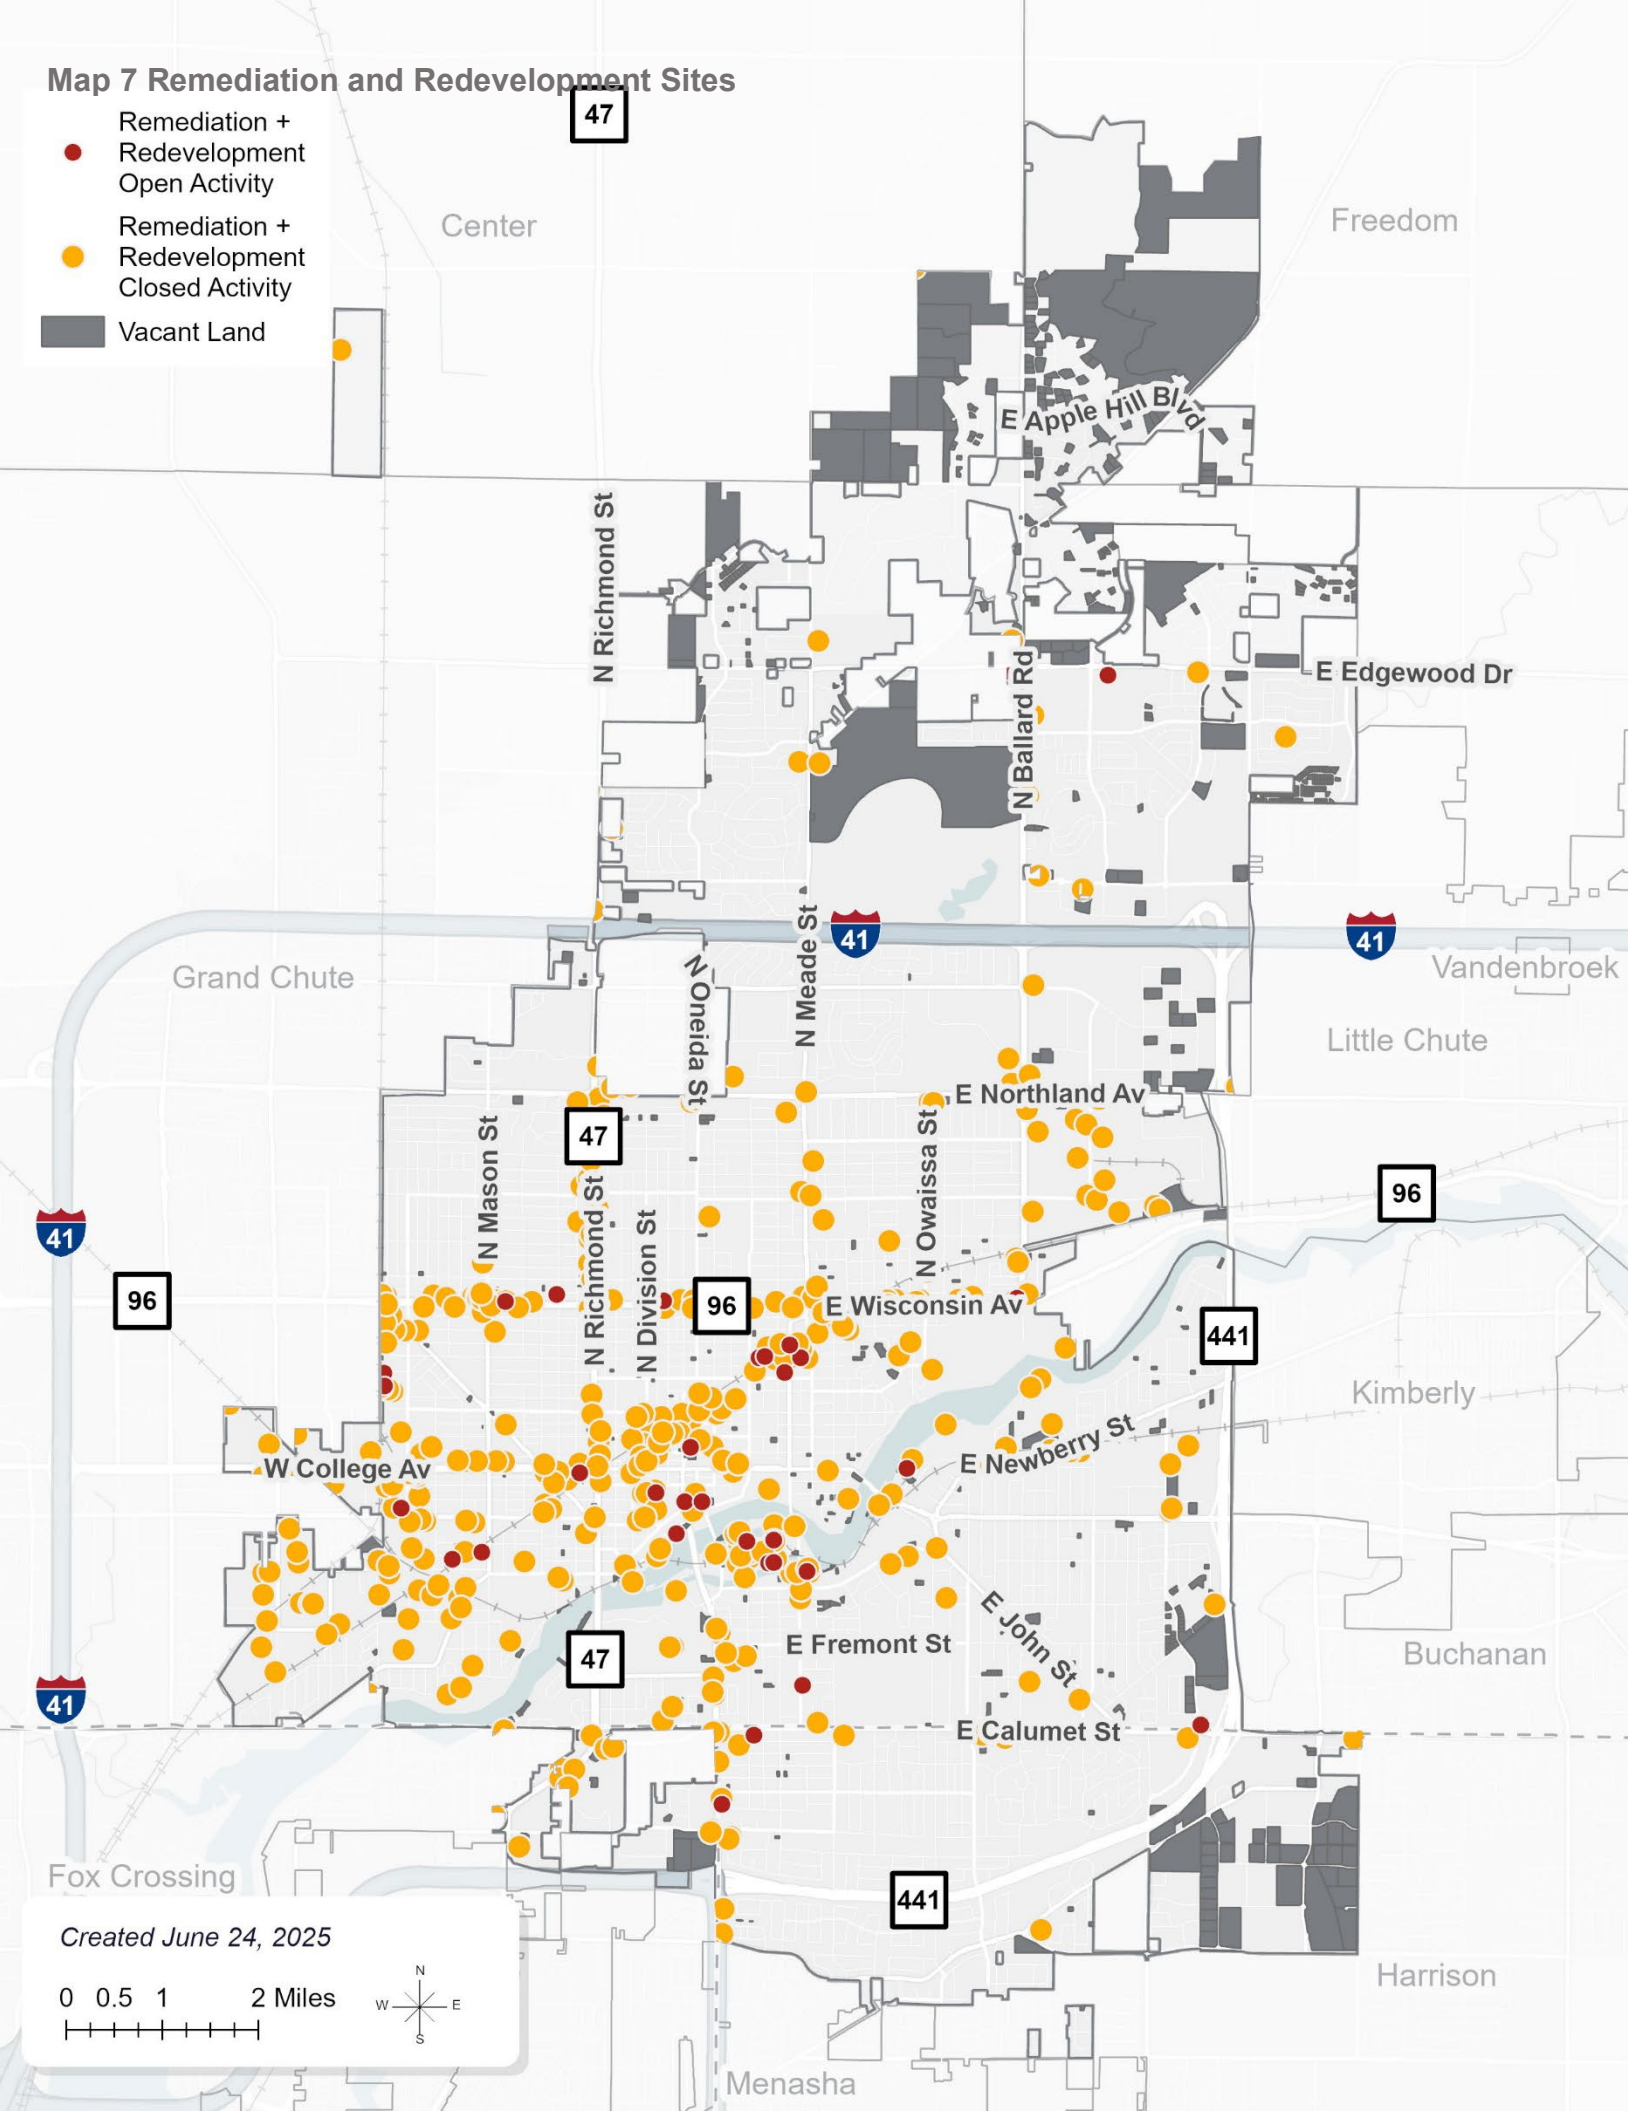 Map 7 Remediation and Redevelopment Sites
47
Remediation +
Redevelopment
Open Activity
Remediation +
Redevelopment
Closed Activity
Vacant Land
Center
Freedom
E Apple Hill Blvd
N Richmond St
E Edgewood Dr
N Ballard Rd
N Meade St
41
41
Grand Chute
Vandenbroek
N Oneida St
Little Chute
E Northland Av
47
N Mason St
N Owaissa St
96
N Richmond St
N Division St
41
96
96
E Wisconsin Av
441
Kimberly
E Newberry St
W College Av
E John St
E Fremont St
47
Buchanan
41
E Calumet St
Fox Crossing
441
Created June 24, 2025
Harrison
0 0.5 1 2 Miles
N
W E
S
Menasha